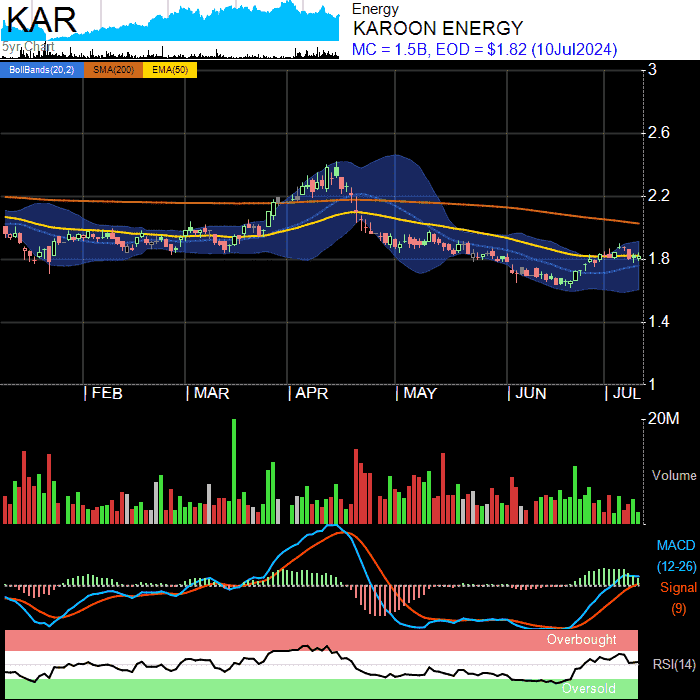 KAR
5yr Chart
Energy
KAROON ENERGY
MC = 1.5B, EOD = $1.82 (10Jul2024)
BollBands(20,2) SMA(200) EMA(50)
3
2.6
2.2
1.8
1.4
1
FEB MAR APR MAY JUN JUL
20M
Volume
MACD
(12-26)
Signal
(9)
Overbought
RSI(14)
Oversold